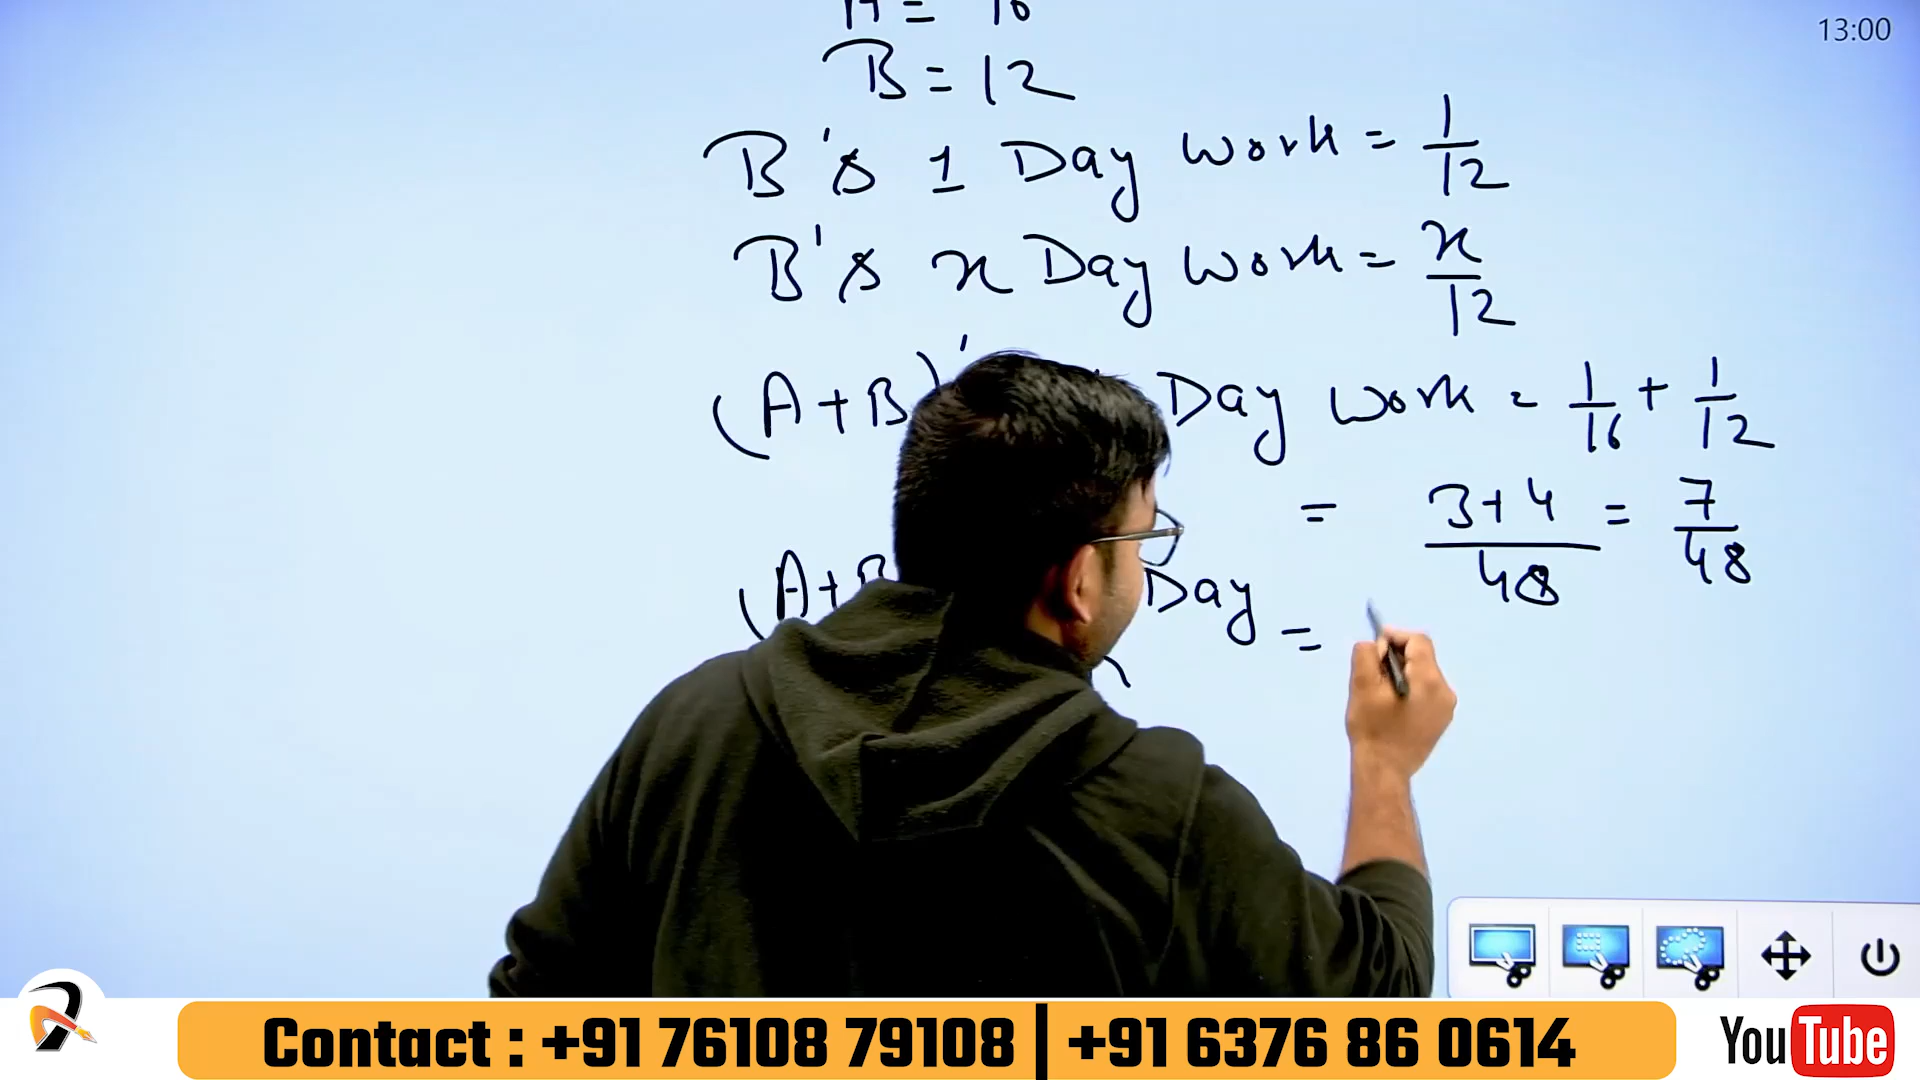 13:00
A = 16
B = 12
B's 1 Day work = 1/12
B's x Day work = x/12
(A+B)' Day work = 1/16 + 1/12
= 3+4/48 = 7/48
(A+B Day =
Contact : +91 76108 79108 | +91 6376 86 0614
YouTube